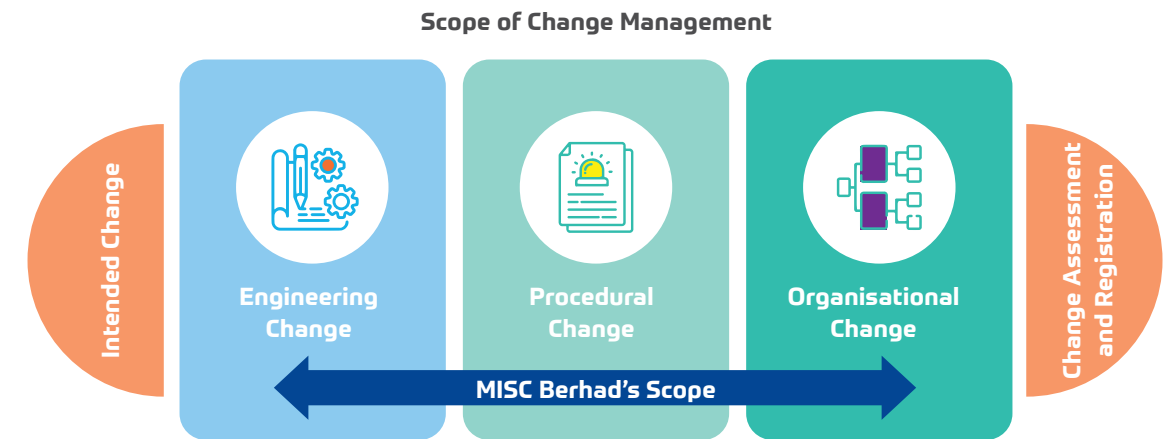 Scope of Change Management
Intended Change
Engineering
Change
Procedural
Change
Organisational
Change
MISC Berhad's Scope
Change Assessment
and Registration